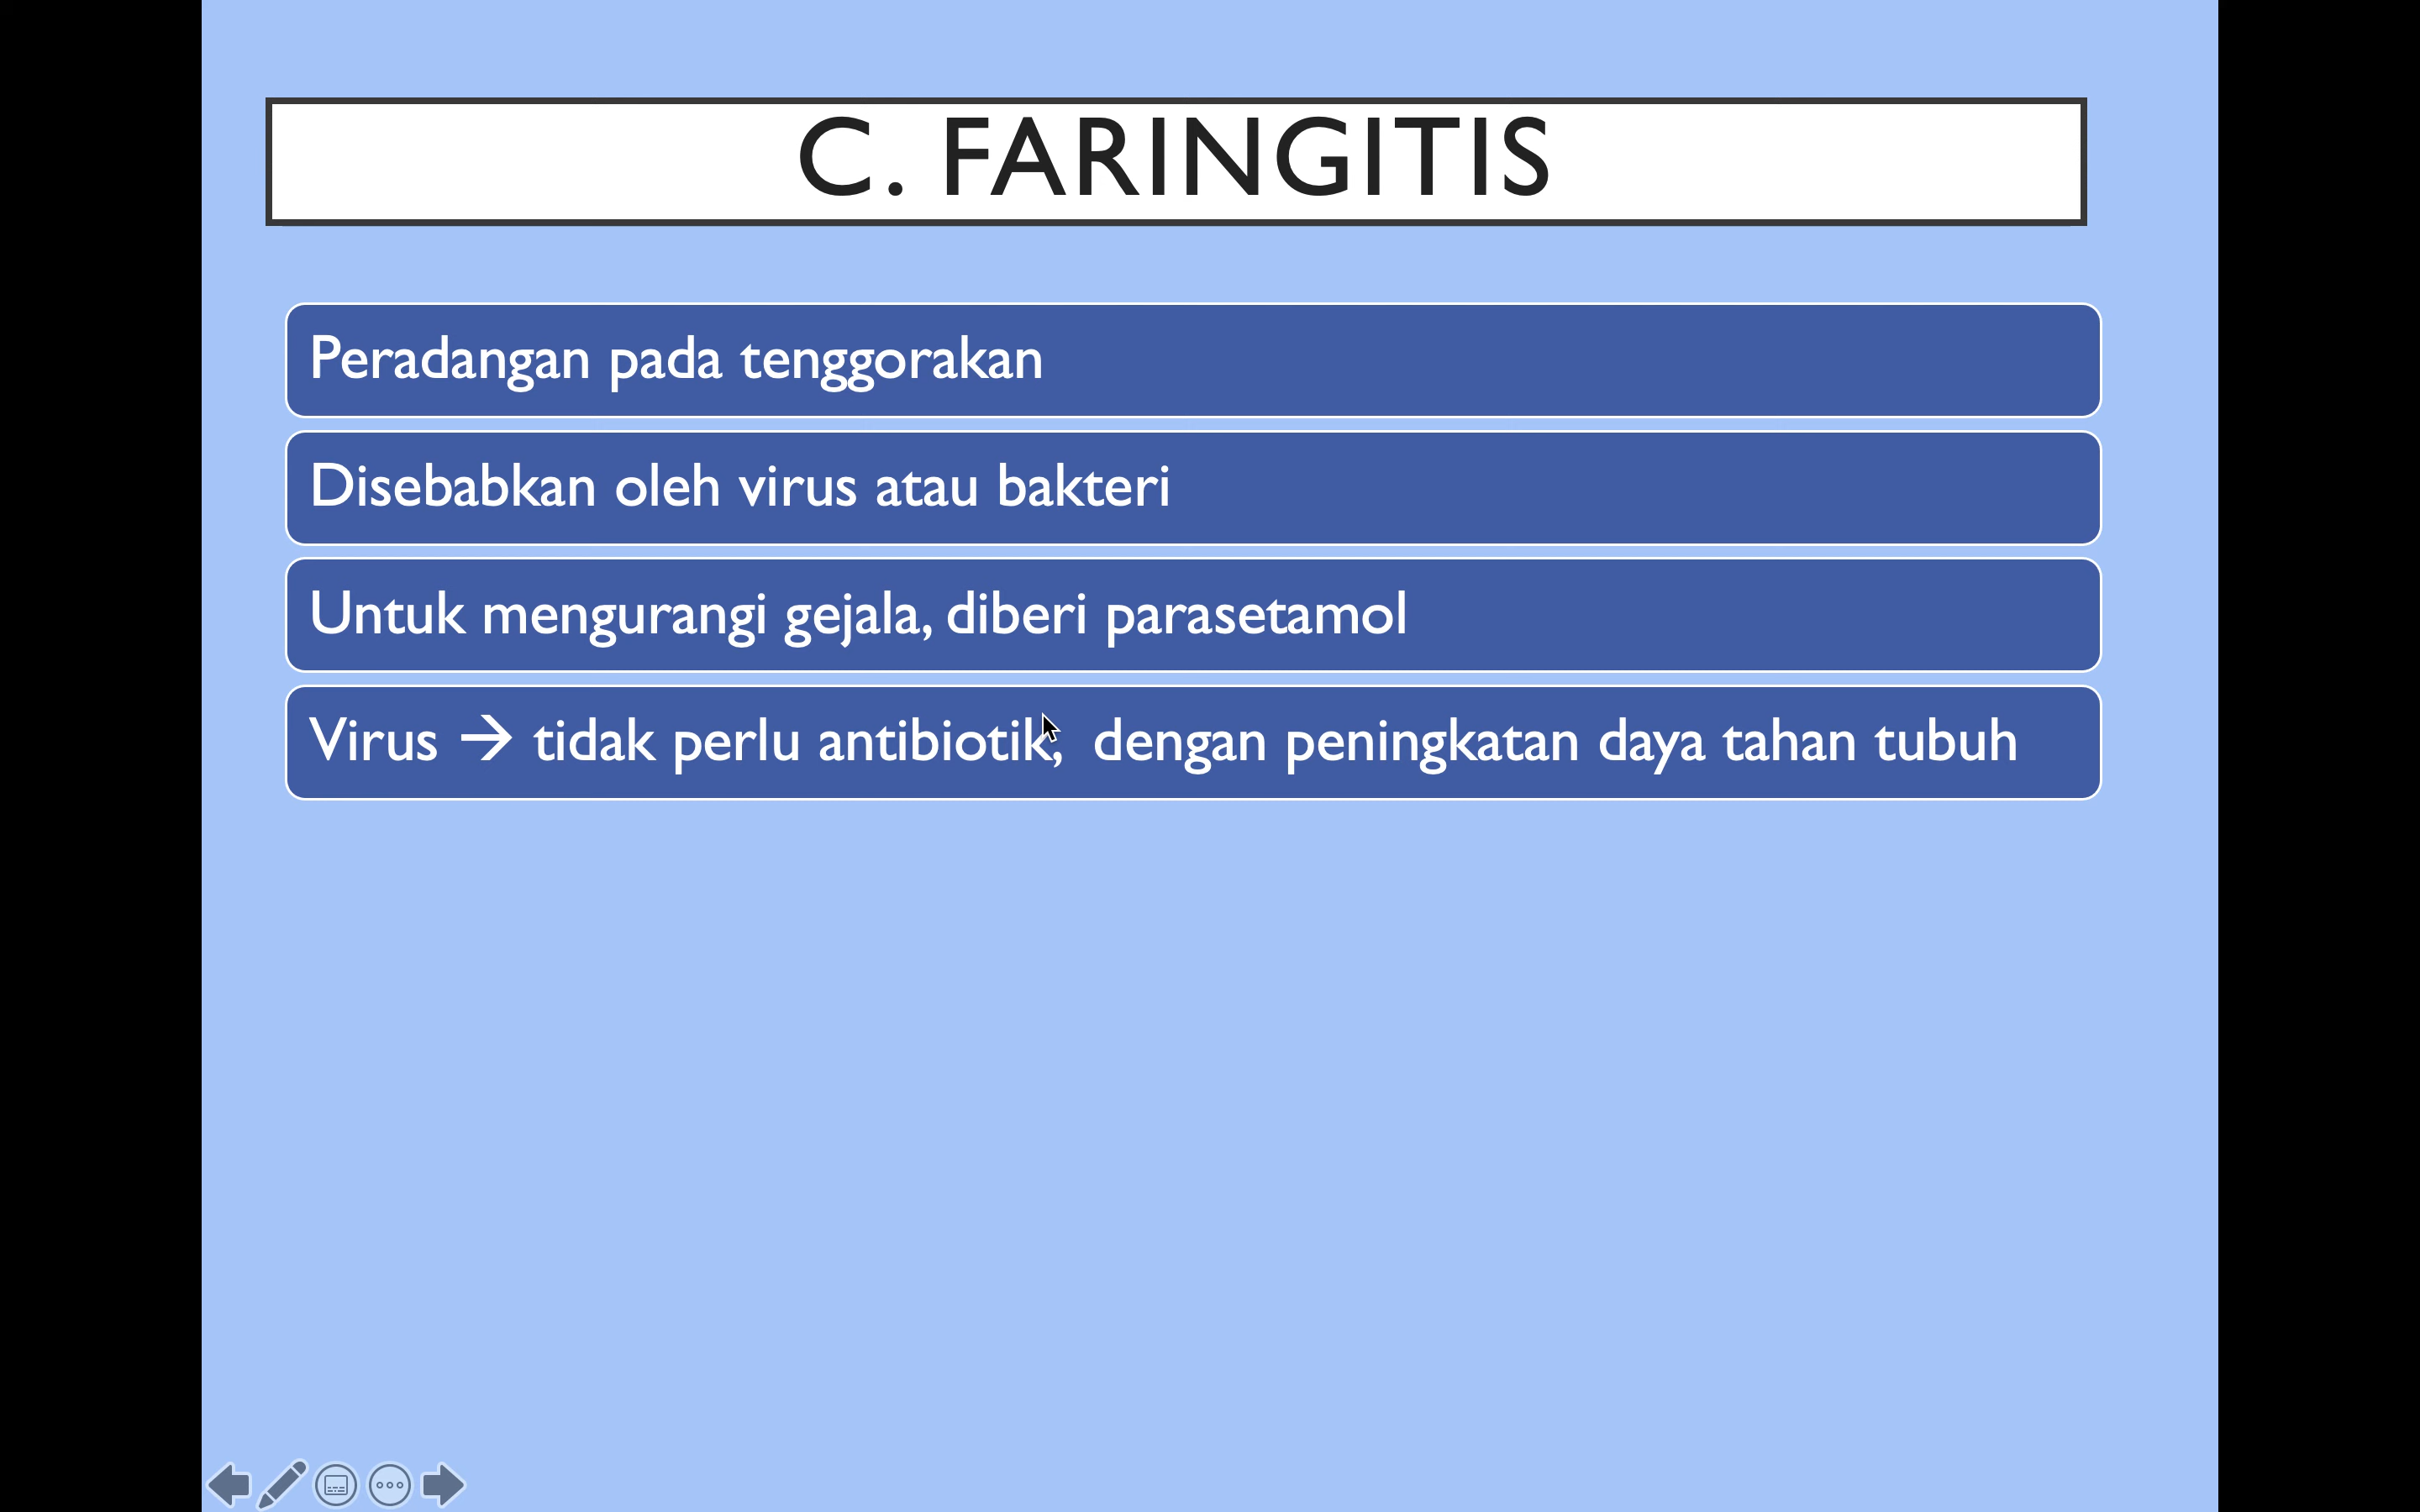 C. FARINGITIS
Peradangan pada tenggorakan
Disebabkan oleh virus atau bakteri
Untuk mengurangi gejala, diberi parasetamol
Virus → tidak perlu antibiotik, dengan peningkatan daya tahan tubuh